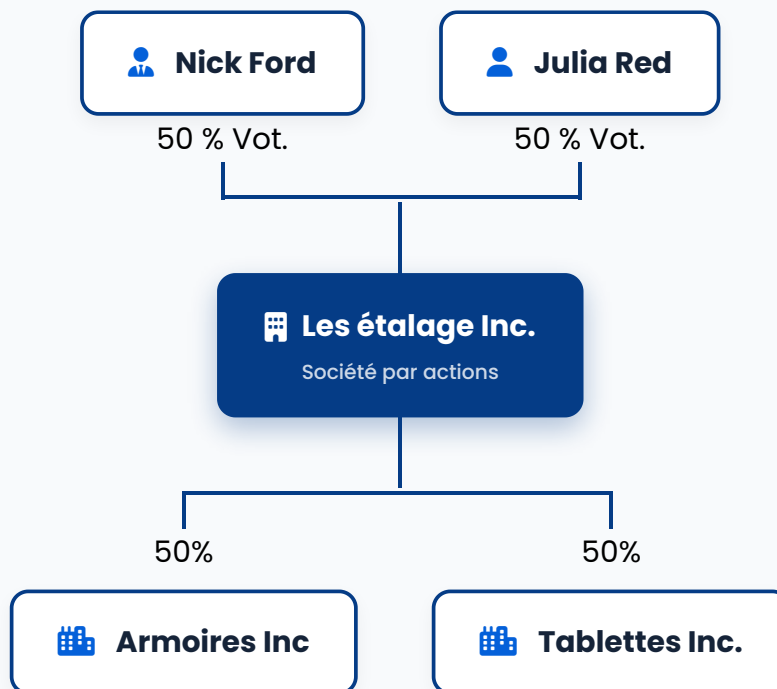 Nick Ford
Julia Red
50 % Vot.
50 % Vot.
Les étalage Inc.
Société par actions
50%
50%
Armoires Inc
Tablettes Inc.